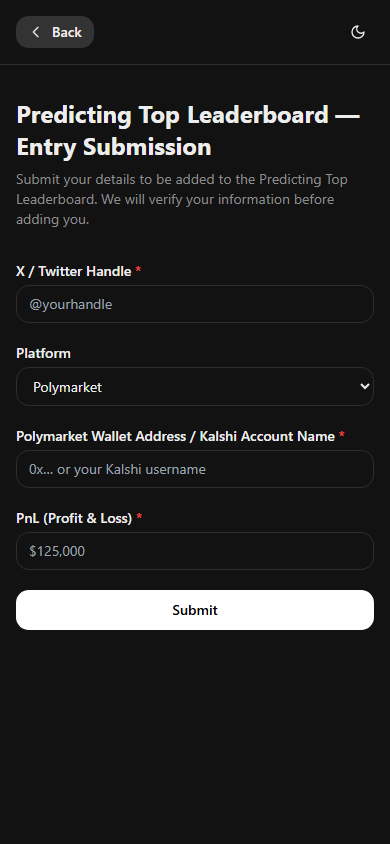 Back
Predicting Top Leaderboard —
Entry Submission
Submit your details to be added to the Predicting Top
Leaderboard. We will verify your information before
adding you.
X / Twitter Handle *
@yourhandle
Platform
Polymarket
Polymarket Wallet Address / Kalshi Account Name *
0x... or your Kalshi username
PnL (Profit & Loss) *
$125,000
Submit